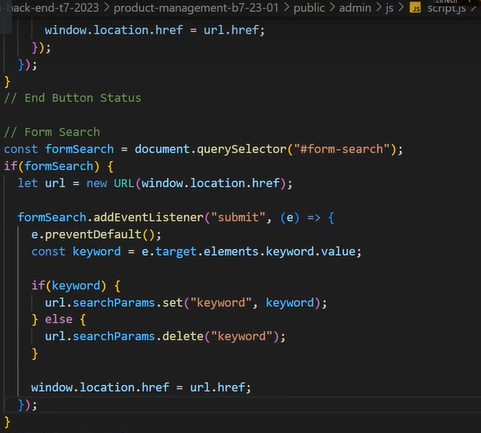 back-end-t7-2023 > product-management-b7-23-01 > public > admin > js > JS script.js
window.location.href = url.href;
});
});
}
// End Button Status
// Form Search
const formSearch = document.querySelector("#form-search");
if(formSearch) {
let url = new URL(window.location.href);
formSearch.addEventListener("submit", (e) => {
e.preventDefault();
const keyword = e.target.elements.keyword.value;
if(keyword) {
url.searchParams.set("keyword", keyword);
} else {
url.searchParams.delete("keyword");
}
window.location.href = url.href;
});
}